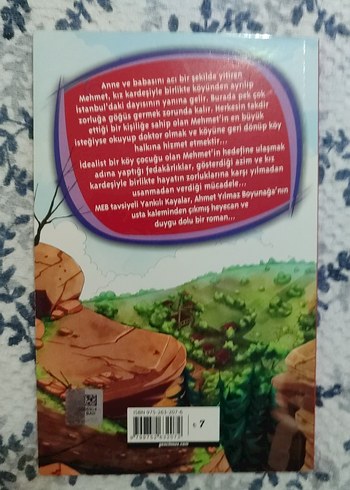 Anne ve babasını acı bir şekilde yitiren
Mehmet, kız kardeşiyle birlikte köyünden ayrılıp
İstanbul'daki dayısının yanına gelir. Burada pek çok
zorluğa göğüs germek zorunda kalır. Herkesin takdir
ettiği bir kişiliğe sahip olan Mehmet'in en büyük
isteğiyse okuyup doktor olmak ve köyüne geri dönüp köy
halkına hizmet etmektir...
İdealist bir köy çocuğu olan Mehmet'in hedefine ulaşmak
adına yaptığı fedakârlıklar, gösterdiği azim ve kız
kardeşiyle birlikte hayatın zorluklarına karşı yılmadan
usanmadan verdiği mücadele...
MEB tavsiyeli Yankılı Kayalar, Ahmet Yılmaz Boyunağa'nın
usta kaleminden çıkmış heyecan ve
duygu dolu bir roman...
₺ 7